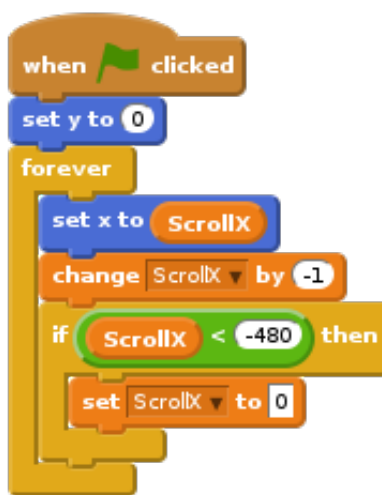 when clicked
set y to 0
forever
set x to ScrollX
change ScrollX by -1
if ScrollX < -480 then
set ScrollX to 0